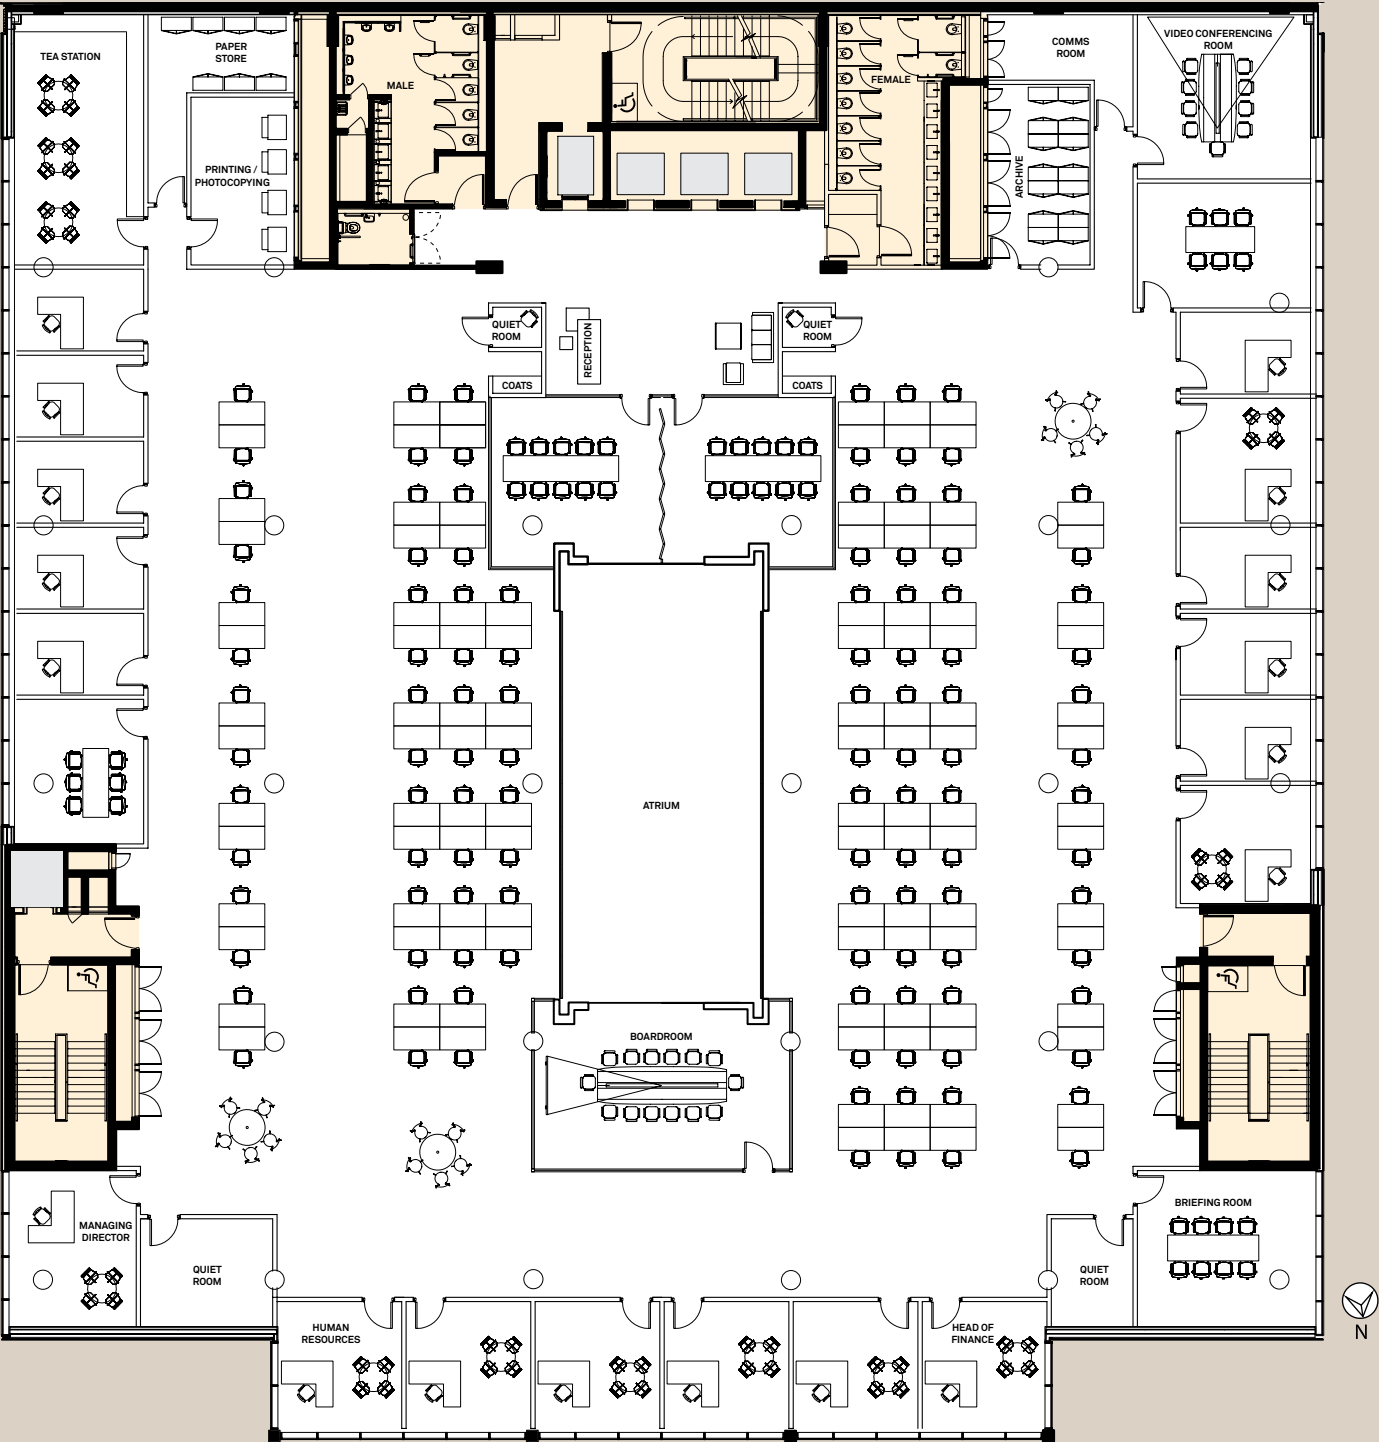 TEA STATION
PAPER
STORE
MALE
FEMALE
COMMS
ROOM
VIDEO CONFERENCING
ROOM
PRINTING /
PHOTOCOPYING
ARCHIVE
QUIET
ROOM
RECEPTION
QUIET
ROOM
COATS
COATS
ATRIUM
BOARDROOM
MANAGING
DIRECTOR
QUIET
ROOM
BRIEFING ROOM
QUIET
ROOM
HUMAN
RESOURCES
HEAD OF
FINANCE
N